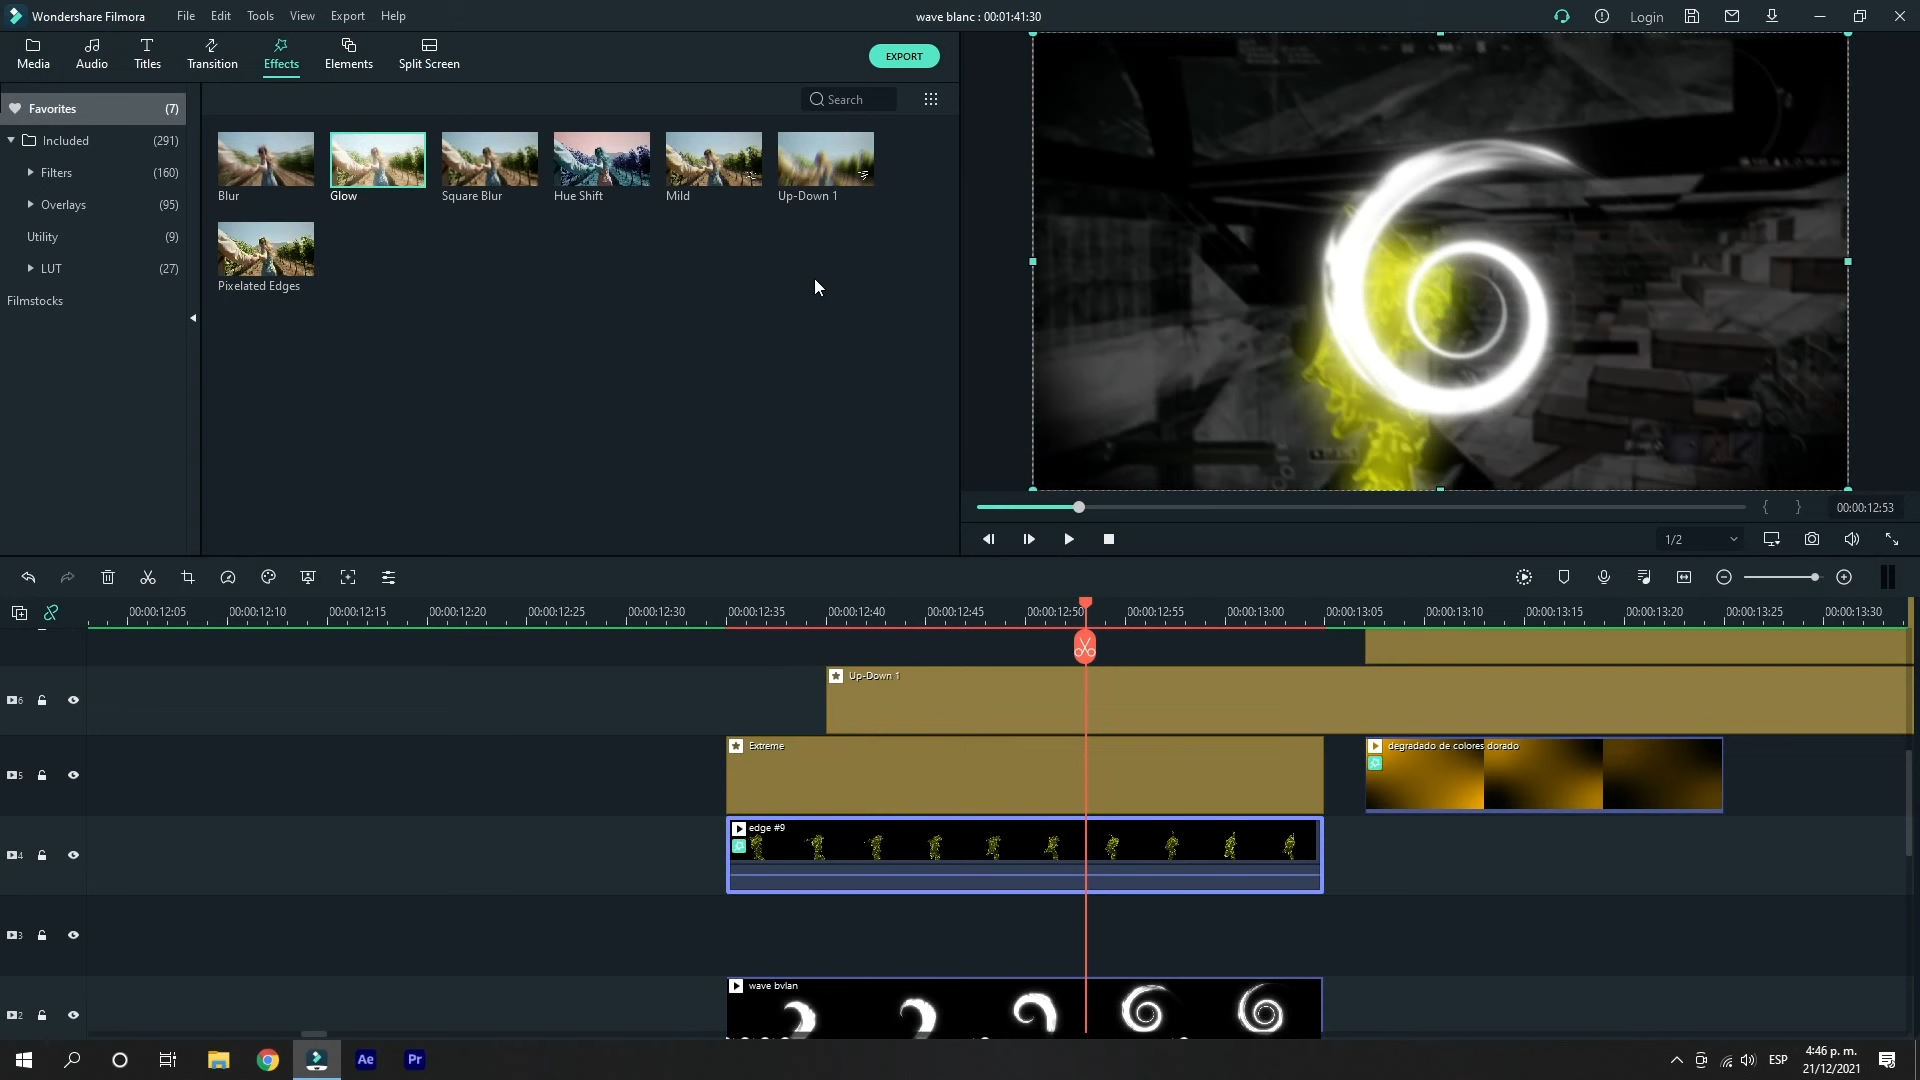 Wondershare Filmora
File Edit Tools View Export Help
wave blanc : 00:01:41:30
Login
Media Audio Titles Transition Effects Elements Split Screen
EXPORT
Favorites (7)
Search
Included (291)
Filters (160)
Overlays (95)
Utility (9)
LUT (27)
Filmstocks
Blur Glow Square Blur Hue Shift Mild Up-Down 1
Pixelated Edges
{ } 00:00:12:53
1/2
00:00:12:05 00:00:12:10 00:00:12:15 00:00:12:20 00:00:12:25 00:00:12:30 00:00:12:35 00:00:12:40 00:00:12:45 00:00:12:50 00:00:12:55 00:00:13:00 00:00:13:05 00:00:13:10 00:00:13:15 00:00:13:20 00:00:13:25 00:00:13:30
6
Up-Down 1
5
Extreme
degradado de colores dorado
4
edge #9
3
2
wave bvlan
Ae Pr
ESP
4:46 p. m.
21/12/2021